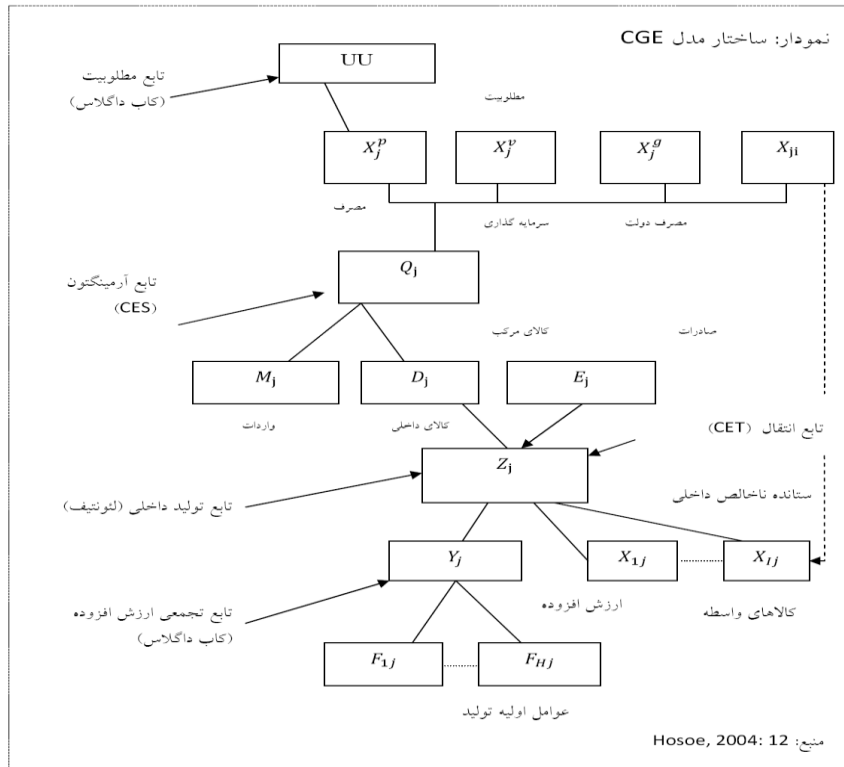 نمودار: ساختار مدل CGE
UU
تابع مطلوبیت
(کاب داگلاس)
مطلوبیت
X_j^p X_j^v X_j^g X_ji
مصرف سرمایه گذاری مصرف دولت
Q_j
تابع آرمینگتون
(CES)
کالای مرکب صادرات
M_j D_j E_j
واردات کالای داخلی
تابع انتقال (CET)
Z_j
ستانده ناخالص داخلی
تابع تولید داخلی (لئونتیف)
Y_j X_1j X_Ij
ارزش افزوده کالاهای واسطه
تابع تجمعی ارزش افزوده
(کاب داگلاس)
F_1j F_Hj
عوامل اولیه تولید
منبع: Hosoe, 2004: 12